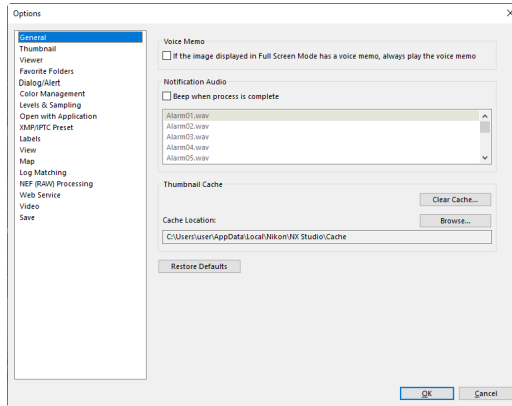 Options
General
Thumbnail
Viewer
Favorite Folders
Dialog/Alert
Color Management
Levels & Sampling
Open with Application
XMP/IPTC Preset
Labels
View
Map
Log Matching
NEF (RAW) Processing
Web Service
Video
Save
Voice Memo
If the image displayed in Full Screen Mode has a voice memo, always play the voice memo
Notification Audio
Beep when process is complete
Alarm01.wav
Alarm02.wav
Alarm03.wav
Alarm04.wav
Alarm05.wav
Thumbnail Cache
Clear Cache...
Cache Location:
Browse...
C:\Users\user\AppData\Local\Nikon\NX Studio\Cache
Restore Defaults
OK
Cancel